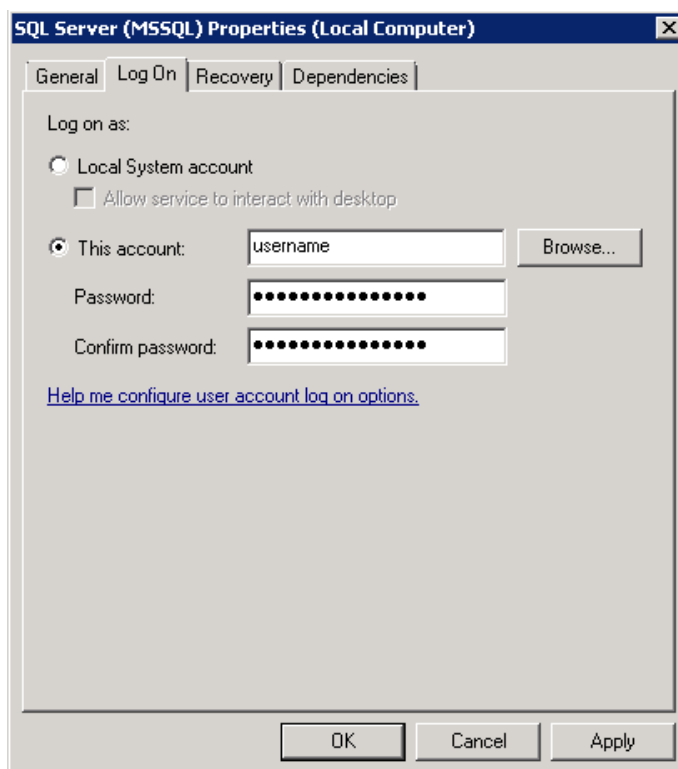 SQL Server (MSSQL) Properties (Local Computer)
General Log On Recovery Dependencies
Log on as:
Local System account
Allow service to interact with desktop
This account: username Browse...
Password: •••••••••••••••
Confirm password: •••••••••••••••
Help me configure user account log on options.
OK Cancel Apply